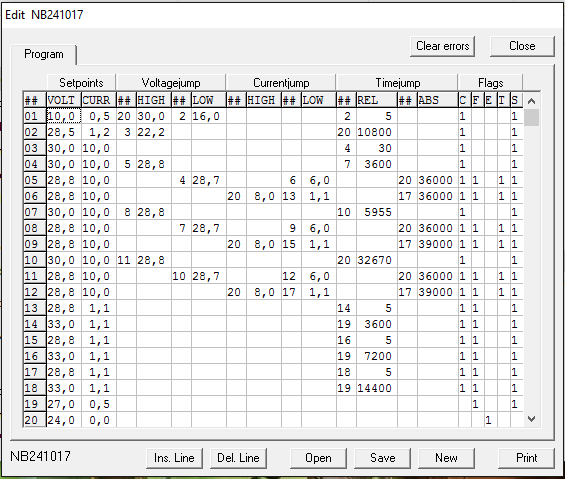 Edit NB241017
Clear errors Close
Program
Setpoints Voltagejump Currentjump Timejump Flags
## VOLT CURR ## HIGH ## LOW ## HIGH ## LOW ## REL ## ABS C F E T S
01 10,0 0,5 20 30,0 2 16,0 2 5 1 1
02 28,5 1,2 3 22,2 20 10800 1 1
03 30,0 10,0 4 30 1 1
04 30,0 10,0 5 28,8 7 3600 1 1
05 28,8 10,0 4 28,7 6 6,0 20 36000 1 1 1 1
06 28,8 10,0 20 8,0 13 1,1 17 36000 1 1 1 1
07 30,0 10,0 8 28,8 10 5955 1 1
08 28,8 10,0 7 28,7 9 6,0 20 36000 1 1 1 1
09 28,8 10,0 20 8,0 15 1,1 17 39000 1 1 1 1
10 30,0 10,0 11 28,8 20 32670 1 1
11 28,8 10,0 10 28,7 12 6,0 20 36000 1 1 1 1
12 28,8 10,0 20 8,0 17 1,1 17 39000 1 1 1 1
13 28,8 1,1 14 5 1 1 1
14 33,0 1,1 19 3600 1 1 1
15 28,8 1,1 16 5 1 1 1
16 33,0 1,1 19 7200 1 1 1
17 28,8 1,1 18 5 1 1 1
18 33,0 1,1 19 14400 1 1 1
19 27,0 0,5 1 1
20 24,0 0,0 1
NB241017 Ins. Line Del. Line Open Save New Print